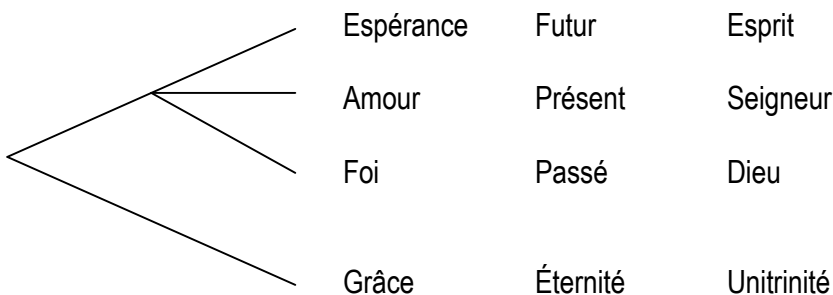 Espérance Futur Esprit
Amour Présent Seigneur
Foi Passé Dieu
Grâce Éternité Unitrinité